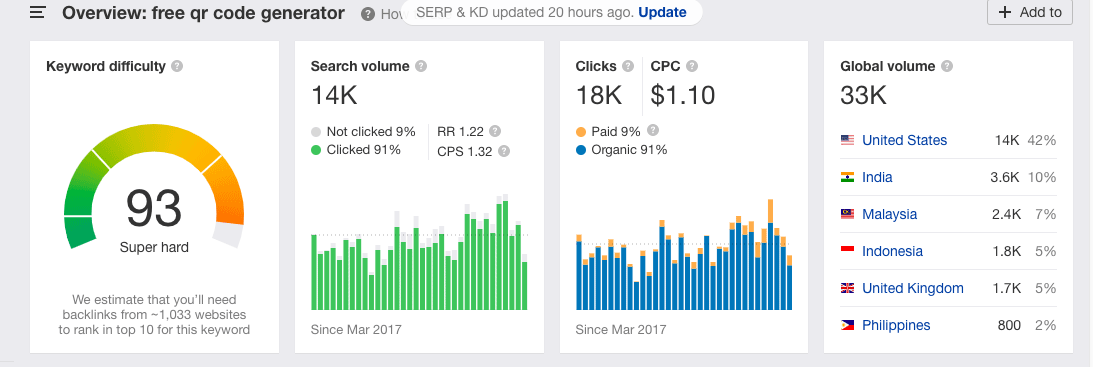 Overview: free qr code generator
How
SERP & KD updated 20 hours ago. Update
+ Add to
Keyword difficulty
93
Super hard
We estimate that you'll need
backlinks from ~1,033 websites
to rank in top 10 for this keyword
Search volume
14K
Not clicked 9%
Clicked 91%
RR 1.22
CPS 1.32
Since Mar 2017
Clicks
18K
CPC
$1.10
Paid 9%
Organic 91%
Since Mar 2017
Global volume
33K
United States 14K 42%
India 3.6K 10%
Malaysia 2.4K 7%
Indonesia 1.8K 5%
United Kingdom 1.7K 5%
Philippines 800 2%